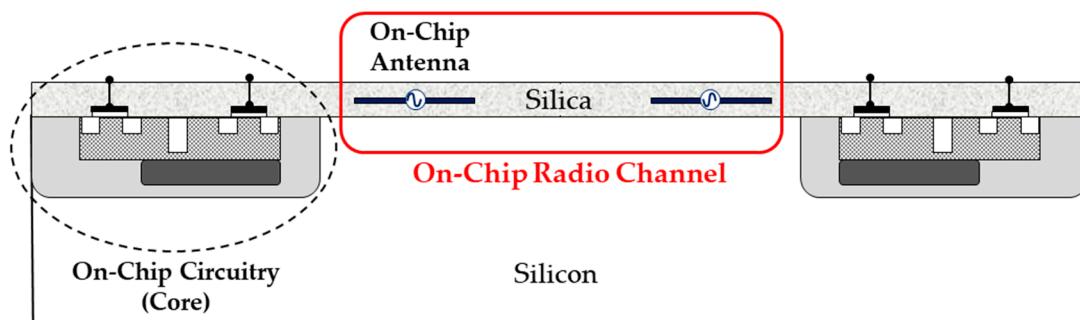 On-Chip
Antenna
Silica
On-Chip Radio Channel
On-Chip Circuitry
(Core)
Silicon